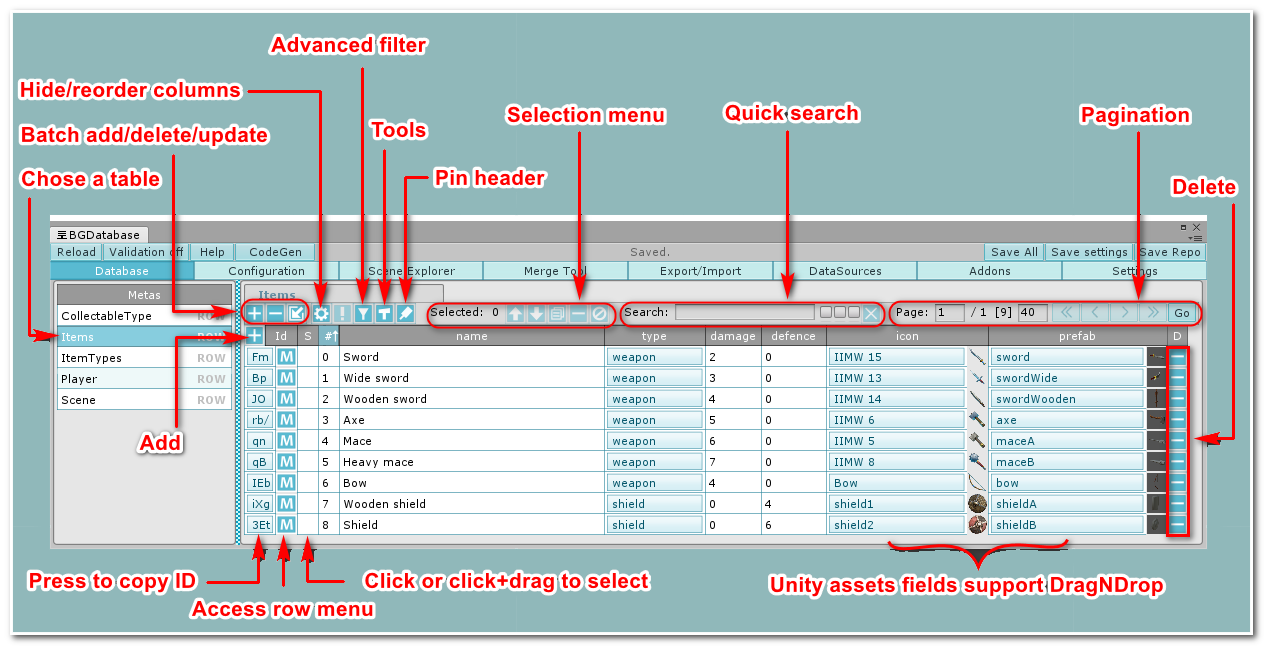 Advanced filter
Hide/reorder columns
Batch add/delete/update
Tools
Selection menu
Quick search
Pagination
Chose a table
Pin header
Delete
BGDatabase
Reload Validation off Help CodeGen Saved. Save All Save settings Save Repo
Database Configuration Scene Explorer Merge Tool Export/Import DataSources Addons Settings
Metas
Items
CollectableType ROW
Items ROW
ItemTypes ROW
Player ROW
Scene ROW
Selected: 0 Search: Page: 1 / 1 [9] 40 Go
Id S # name type damage defence icon prefab D
Fm M 0 Sword weapon 2 0 IIMW 15 sword
Bp M 1 Wide sword weapon 3 0 IIMW 13 swordWide
JO M 2 Wooden sword weapon 4 0 IIMW 14 swordWooden
rb/ M 3 Axe weapon 5 0 IIMW 6 axe
qn M 4 Mace weapon 6 0 IIMW 5 maceA
qB M 5 Heavy mace weapon 7 0 IIMW 8 maceB
IEb M 6 Bow weapon 4 0 Bow bow
iXg M 7 Wooden shield shield 0 4 shield1 shieldA
3Et M 8 Shield shield 0 6 shield2 shieldB
Add
Press to copy ID
Access row menu
Click or click+drag to select
Unity assets fields support DragNDrop